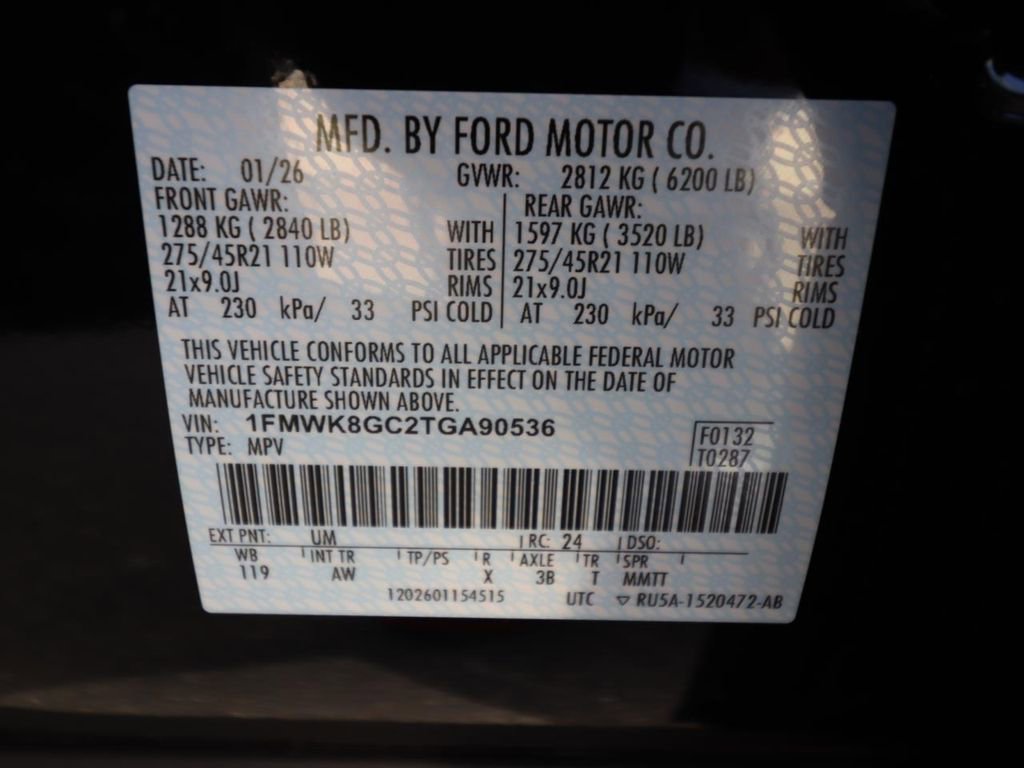 MFD. BY FORD MOTOR CO.
DATE: 01/26 GVWR: 2812 KG ( 6200 LB)
FRONT GAWR: REAR GAWR:
1288 KG ( 2840 LB) WITH 1597 KG ( 3520 LB) WITH
275/45R21 110W TIRES 275/45R21 110W TIRES
21x9.0J RIMS 21x9.0J RIMS
AT 230 kPa/ 33 PSI COLD AT 230 kPa/ 33 PSI COLD
THIS VEHICLE CONFORMS TO ALL APPLICABLE FEDERAL MOTOR
VEHICLE SAFETY STANDARDS IN EFFECT ON THE DATE OF
MANUFACTURE SHOWN ABOVE.
VIN: 1FMWK8GC2TGA90536
F0132
TYPE: MPV
T0287
EXT PNT: UM RC: 24 DSO:
WB INT TR TP/PS R AXLE TR SPR
119 AW X 3B T MMTT
1202601154515 UTC ▽ RU5A-1520472-AB